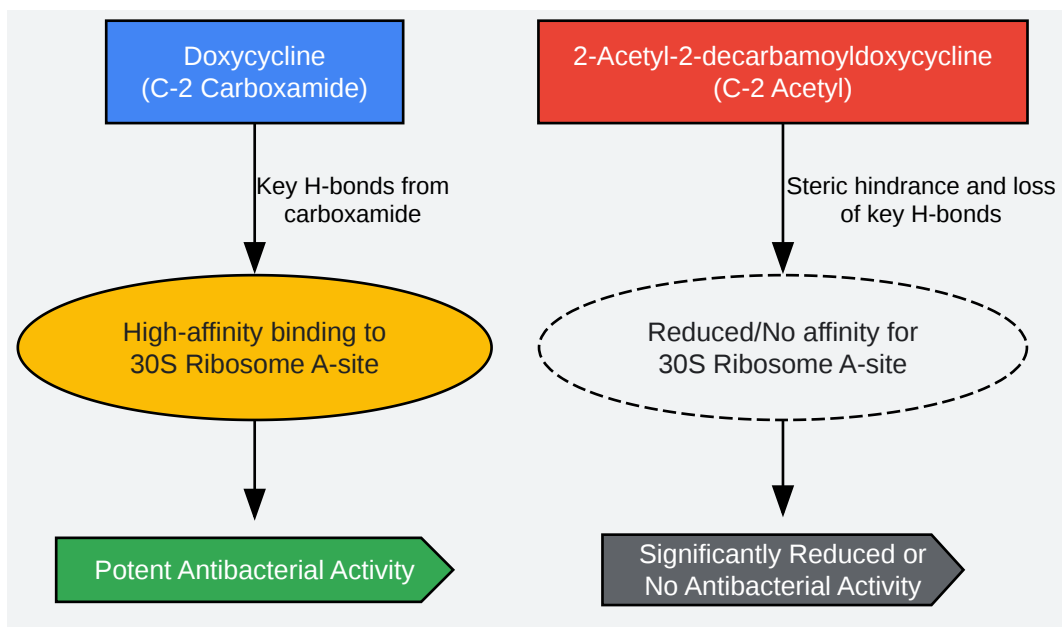 Doxycycline
(C-2 Carboxamide)
2-Acetyl-2-decarbamoyldoxycycline
(C-2 Acetyl)
Key H-bonds from
carboxamide
Steric hindrance and loss
of key H-bonds
High-affinity binding to
30S Ribosome A-site
Reduced/No affinity for
30S Ribosome A-site
Potent Antibacterial Activity
Significantly Reduced or
No Antibacterial Activity